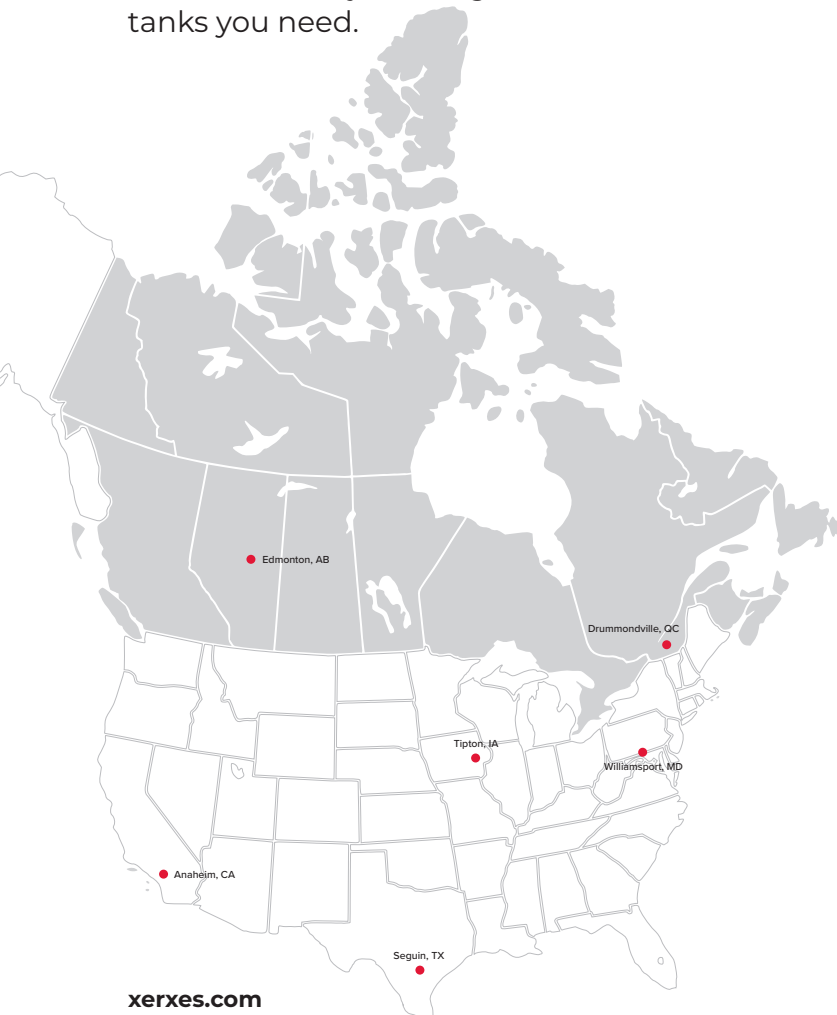 tanks you need.
Edmonton, AB
Drummondville, QC
Tipton, IA
Williamsport, MD
Anaheim, CA
Seguin, TX
xerxes.com